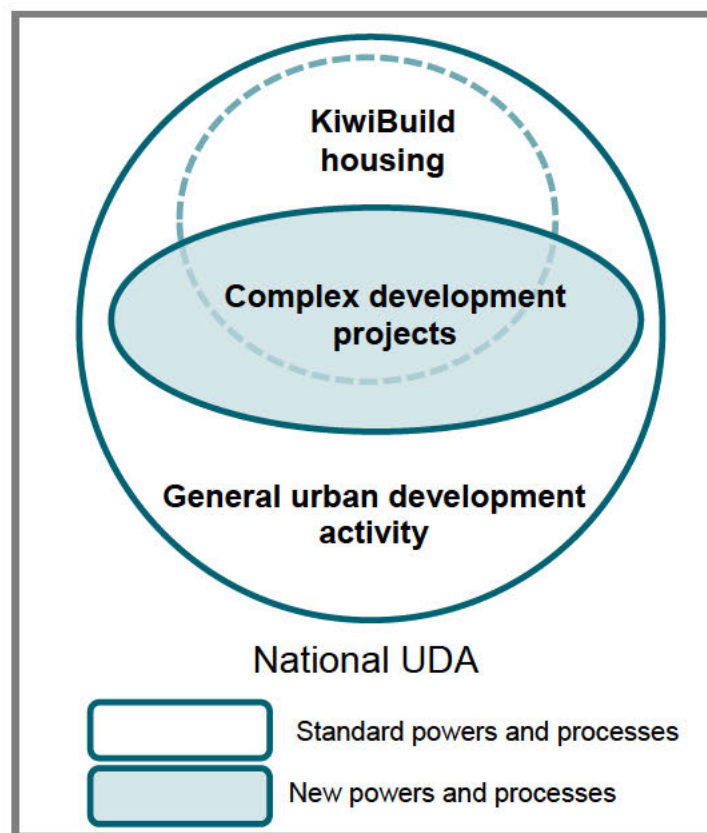 KiwiBuild
housing
Complex development
projects
General urban development
activity
National UDA
Standard powers and processes
New powers and processes